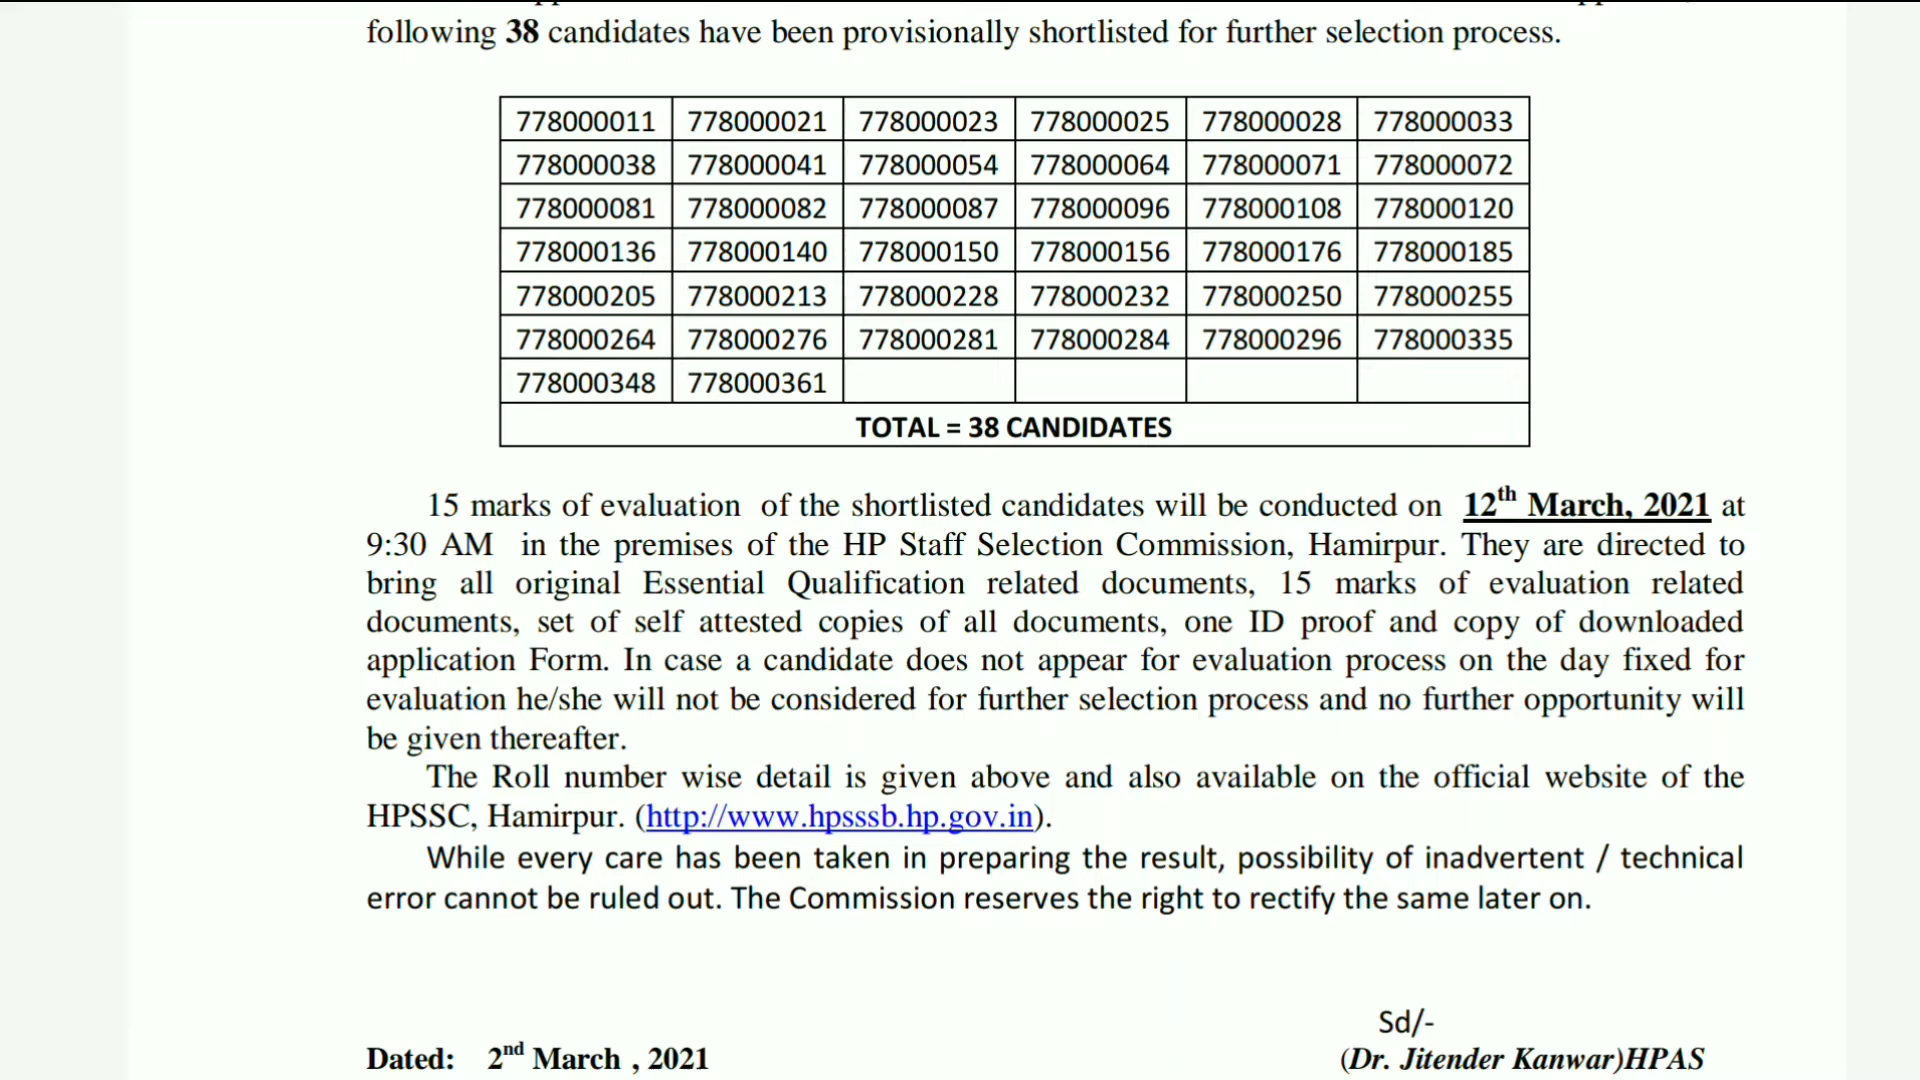 following 38 candidates have been provisionally shortlisted for further selection process.
778000011 778000021 778000023 778000025 778000028 778000033
778000038 778000041 778000054 778000064 778000071 778000072
778000081 778000082 778000087 778000096 778000108 778000120
778000136 778000140 778000150 778000156 778000176 778000185
778000205 778000213 778000228 778000232 778000250 778000255
778000264 778000276 778000281 778000284 778000296 778000335
778000348 778000361
TOTAL = 38 CANDIDATES
15 marks of evaluation of the shortlisted candidates will be conducted on 12th March, 2021 at
9:30 AM in the premises of the HP Staff Selection Commission, Hamirpur. They are directed to
bring all original Essential Qualification related documents, 15 marks of evaluation related
documents, set of self attested copies of all documents, one ID proof and copy of downloaded
application Form. In case a candidate does not appear for evaluation process on the day fixed for
evaluation he/she will not be considered for further selection process and no further opportunity will
be given thereafter.
The Roll number wise detail is given above and also available on the official website of the
HPSSC, Hamirpur. (http://www.hpsssb.hp.gov.in).
While every care has been taken in preparing the result, possibility of inadvertent / technical
error cannot be ruled out. The Commission reserves the right to rectify the same later on.
Sd/-
Dated: 2nd March , 2021 (Dr. Jitender Kanwar)HPAS